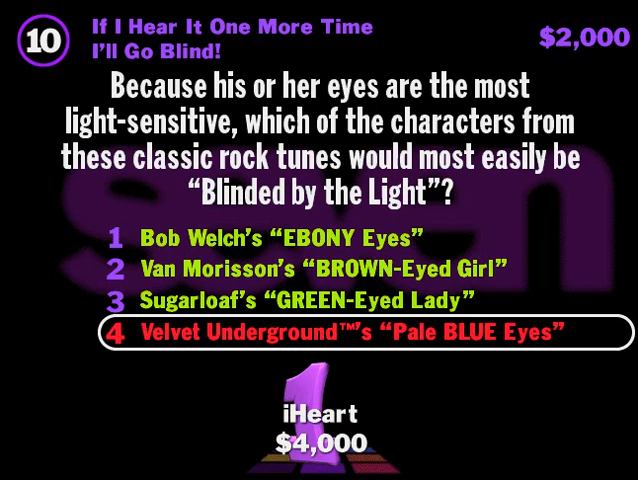 10
If I Hear It One More Time
I'll Go Blind!
$2,000
Because his or her eyes are the most
light-sensitive, which of the characters from
these classic rock tunes would most easily be
“Blinded by the Light”?
1 Bob Welch's “EBONY Eyes”
2 Van Morisson's “BROWN-Eyed Girl”
3 Sugarloaf's “GREEN-Eyed Lady”
4 Velvet Underground™'s “Pale BLUE Eyes”
1
iHeart
$4,000